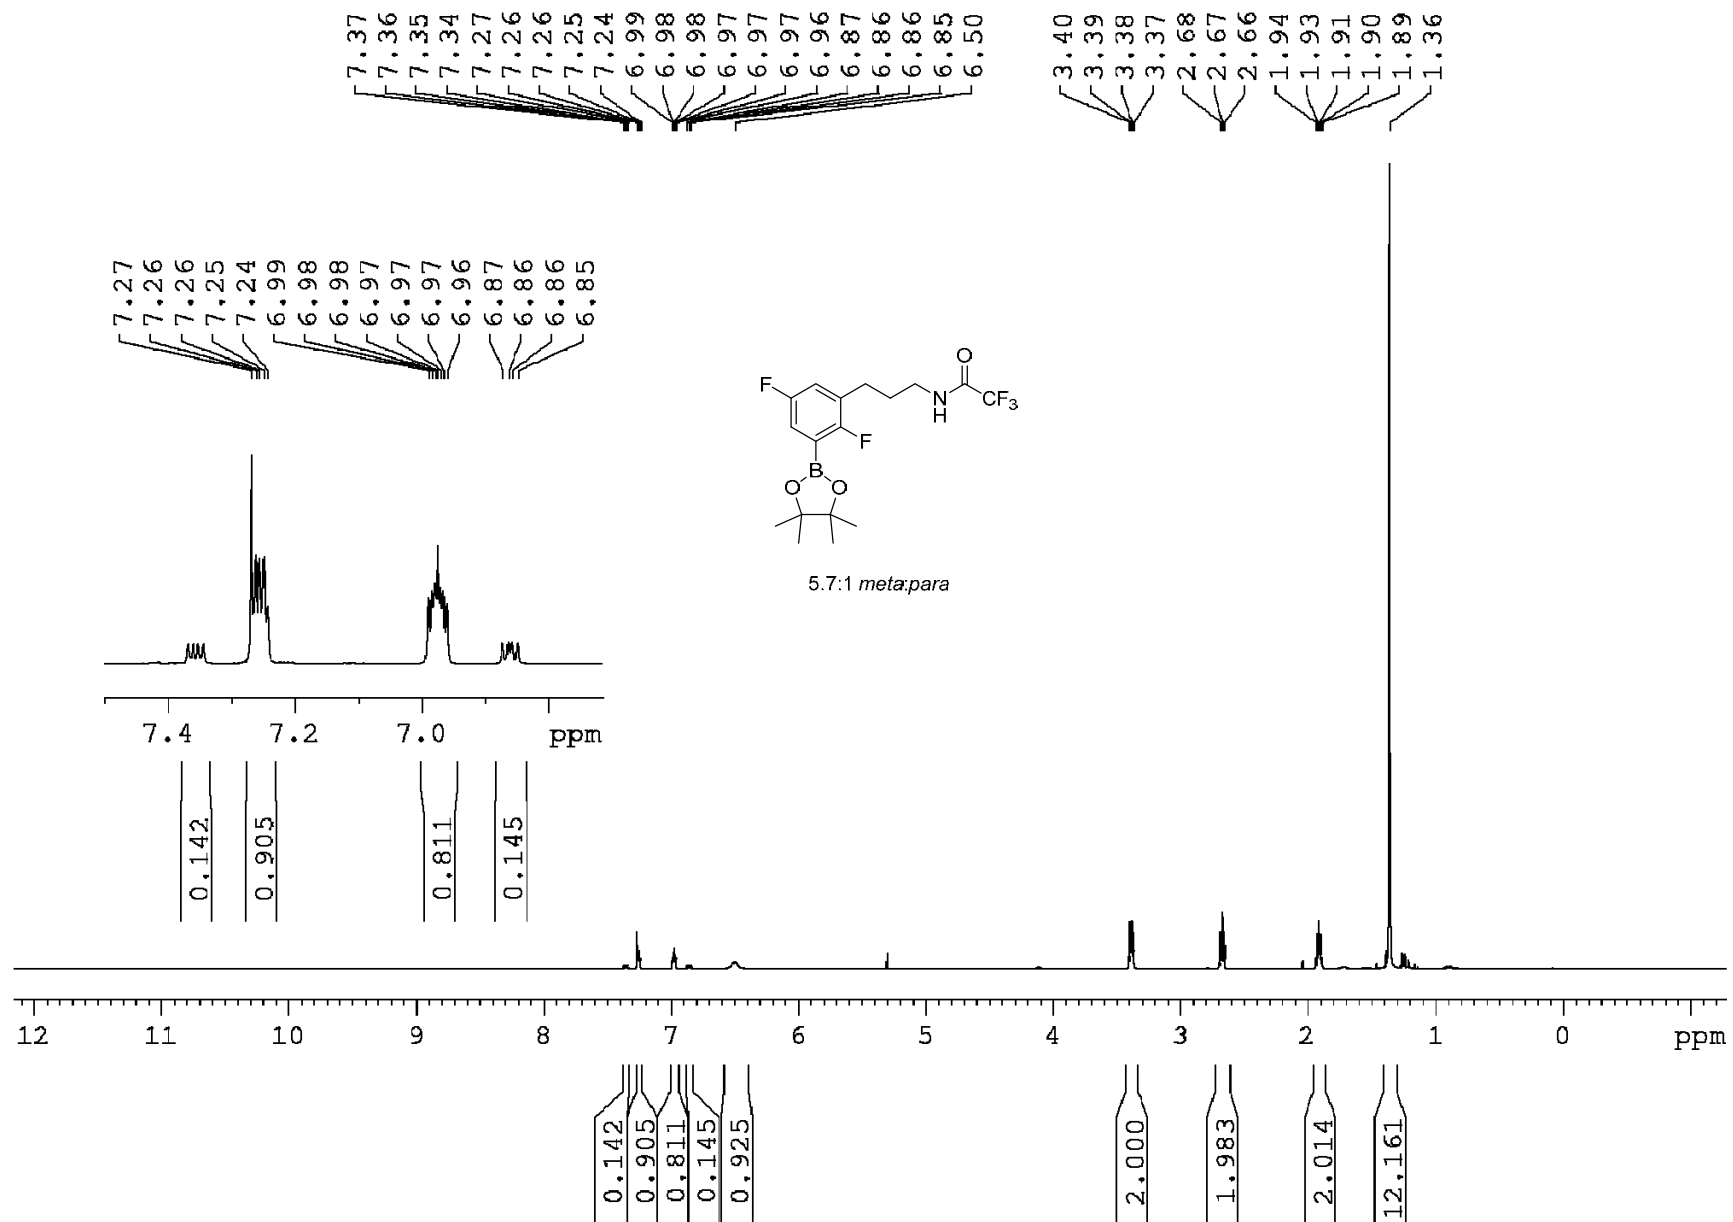 7.37 7.36 7.35 7.34 7.27 7.26 7.26 7.25 7.24 6.99 6.98 6.98 6.97 6.97 6.97 6.96 6.87 6.86 6.86 6.85 6.50 3.40 3.39 3.38 3.37 2.68 2.67 2.66 1.94 1.93 1.91 1.90 1.89 1.36
7.27 7.26 7.26 7.25 7.24 6.99 6.98 6.98 6.97 6.97 6.97 6.96 6.87 6.86 6.86 6.85
O
F
N
H
CF3
F
B
O O
5.7:1 meta:para
7.4 7.2 7.0 ppm
0.142 0.905 0.811 0.145
12 11 10 9 8 7 6 5 4 3 2 1 0 ppm
0.142 0.905 0.811 0.145 0.925 2.000 1.983 2.014 12.161